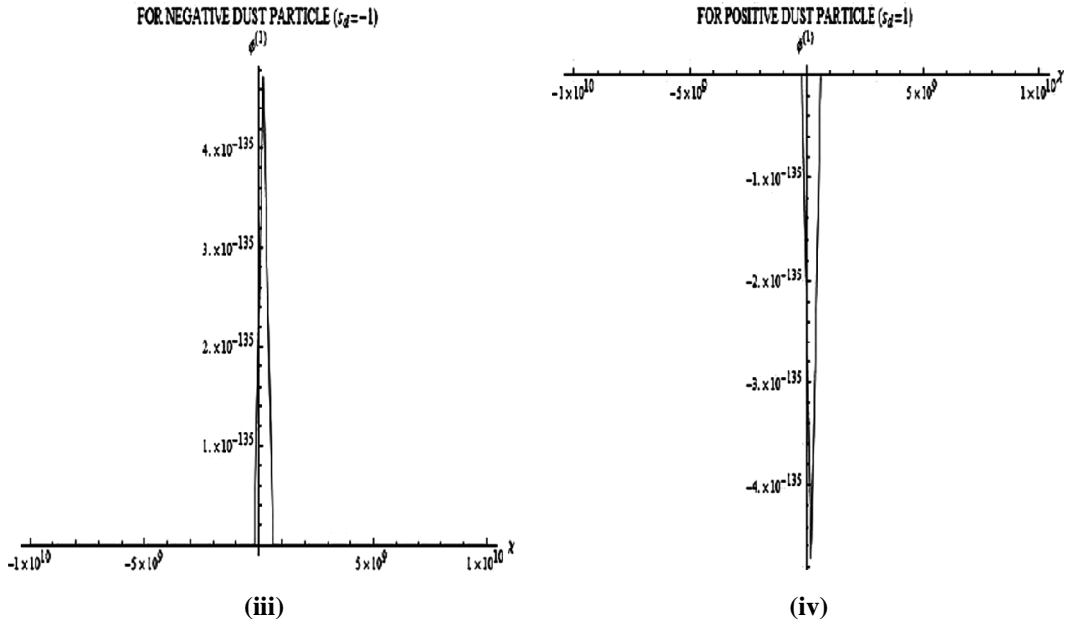 FOR NEGATIVE DUST PARTICLE (s_d=-1)
ϕ^(1)
4.×10^-135
3.×10^-135
2.×10^-135
1.×10^-135
-1×10^10 -5×10^9 5×10^9 1×10^10 χ
(iii)
FOR POSITIVE DUST PARTICLE (s_d=1)
ϕ^(1)
-1×10^10 -5×10^9 5×10^9 1×10^10 χ
-1.×10^-135
-2.×10^-135
-3.×10^-135
-4.×10^-135
(iv)